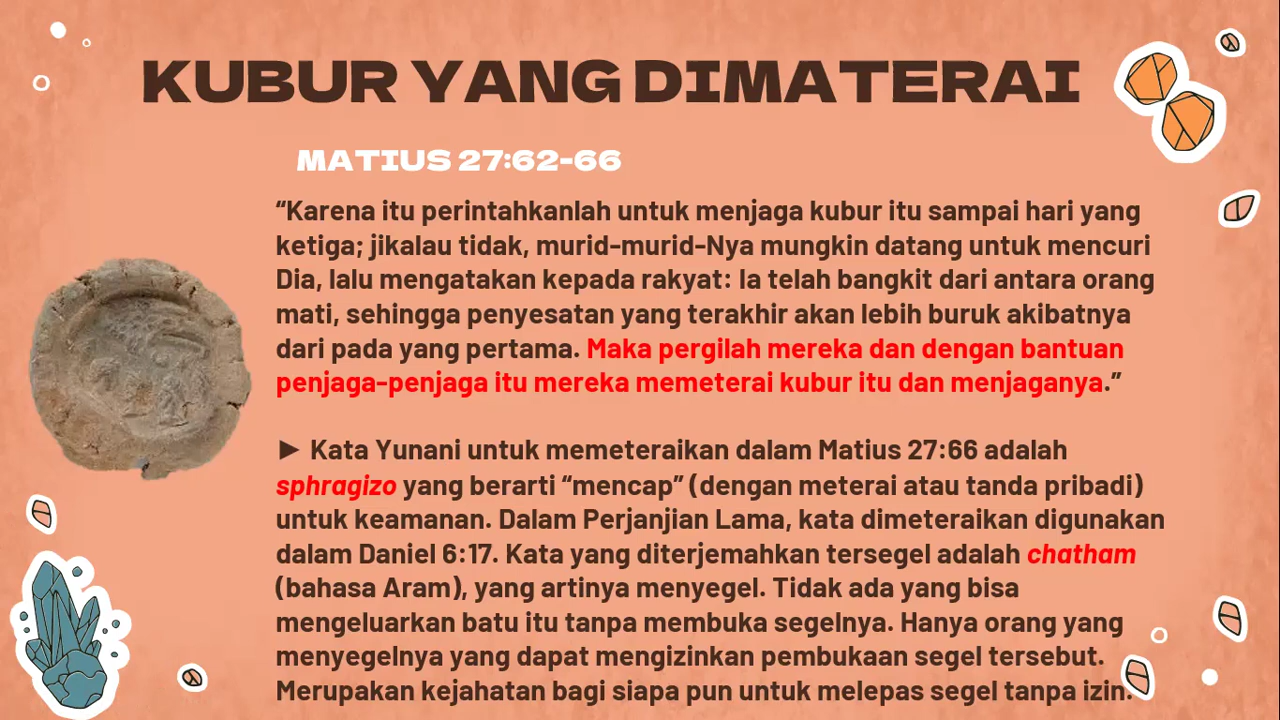 KUBUR YANG DIMATERAI
MATIUS 27:62-66
“Karena itu perintahkanlah untuk menjaga kubur itu sampai hari yang
ketiga; jikalau tidak, murid-murid-Nya mungkin datang untuk mencuri
Dia, lalu mengatakan kepada rakyat: Ia telah bangkit dari antara orang
mati, sehingga penyesatan yang terakhir akan lebih buruk akibatnya
dari pada yang pertama. Maka pergilah mereka dan dengan bantuan
penjaga-penjaga itu mereka memeterai kubur itu dan menjaganya.”
► Kata Yunani untuk memeteraikan dalam Matius 27:66 adalah
sphragizo yang berarti “mencap” (dengan meterai atau tanda pribadi)
untuk keamanan. Dalam Perjanjian Lama, kata dimeteraikan digunakan
dalam Daniel 6:17. Kata yang diterjemahkan tersegel adalah chatham
(bahasa Aram), yang artinya menyegel. Tidak ada yang bisa
mengeluarkan batu itu tanpa membuka segelnya. Hanya orang yang
menyegelnya yang dapat mengizinkan pembukaan segel tersebut.
Merupakan kejahatan bagi siapa pun untuk melepas segel tanpa izin.